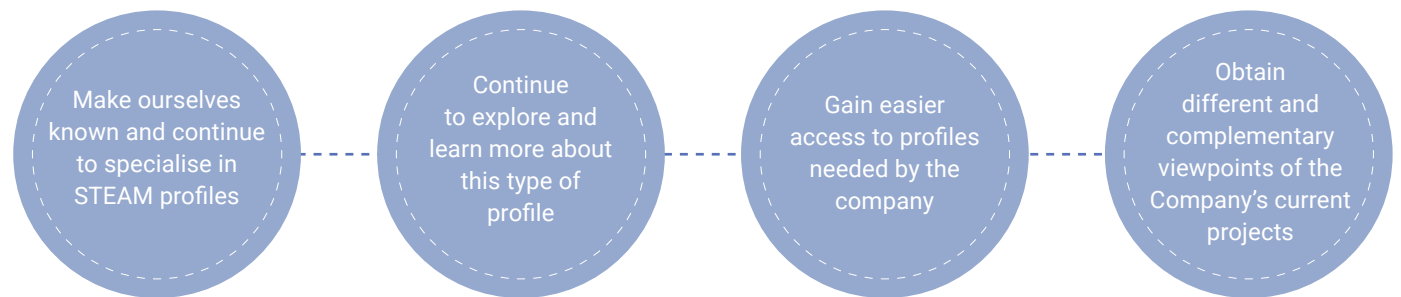 Make ourselves
known and continue
to specialise in
STEAM profiles
Continue
to explore and
learn more about
this type of
profile
Gain easier
access to profiles
needed by the
company
Obtain
different and
complementary
viewpoints of the
Company’s current
projects